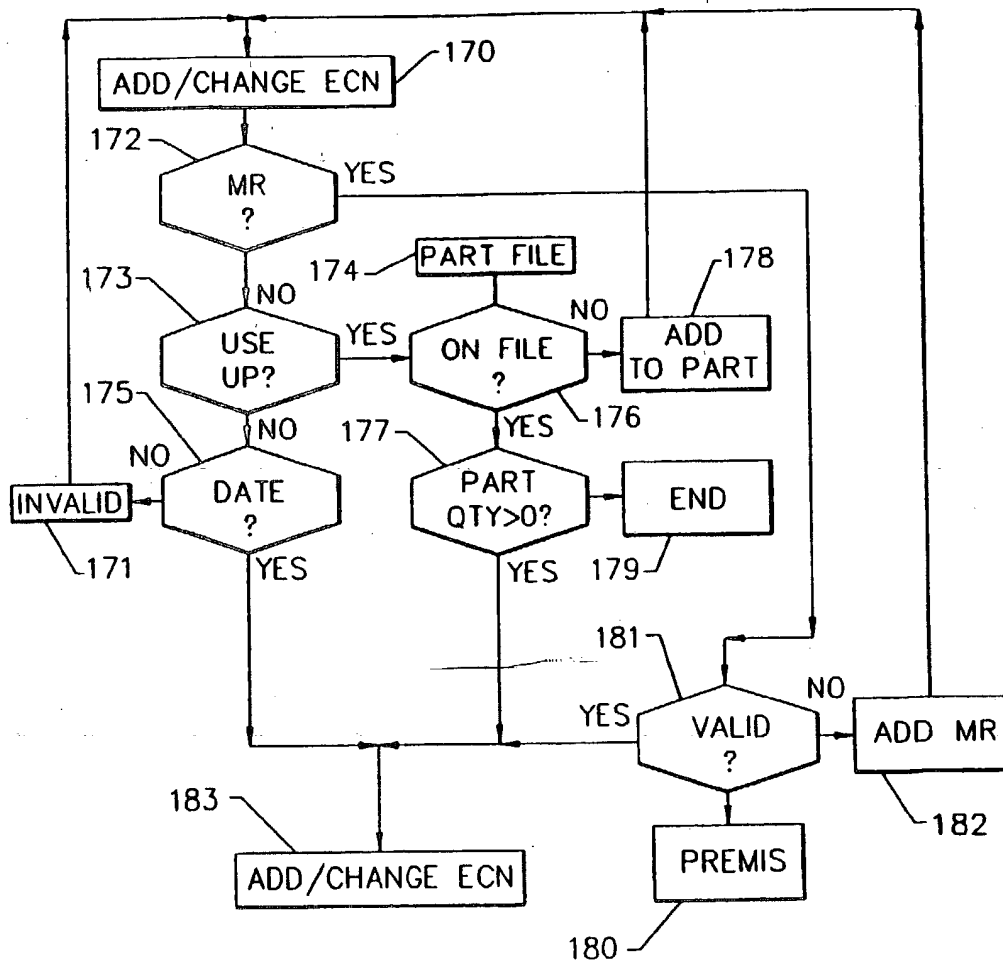 170
ADD/CHANGE ECN
172
MR
?
YES
NO
173
USE
UP?
YES
174
PART FILE
ON FILE
?
176
NO
178
ADD
TO PART
NO
175
DATE
?
NO
INVALID
171
YES
YES
177
PART
QTY>0?
END
179
YES
181
VALID
?
YES
NO
ADD MR
182
183
ADD/CHANGE ECN
PREMIS
180